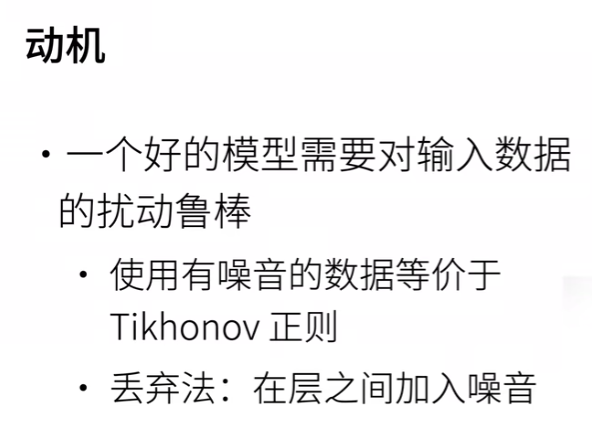 动机
• 一个好的模型需要对输入数据
的扰动鲁棒
• 使用有噪音的数据等价于
Tikhonov 正则
• 丢弃法：在层之间加入噪音